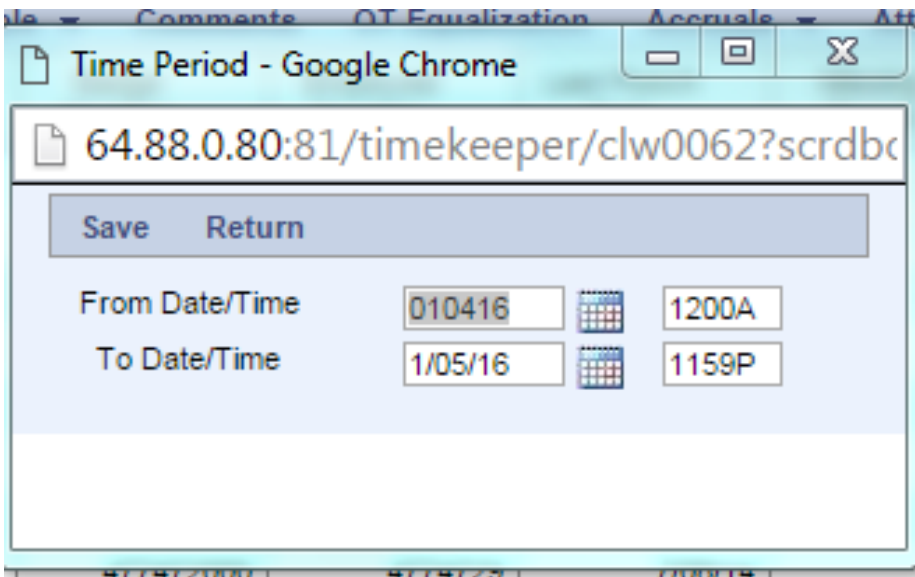 Comments OT Equalization Accruals
Time Period - Google Chrome
64.88.0.80:81/timekeeper/clw0062?scrdbc
Save Return
From Date/Time 010416 1200A
To Date/Time 1/05/16 1159P